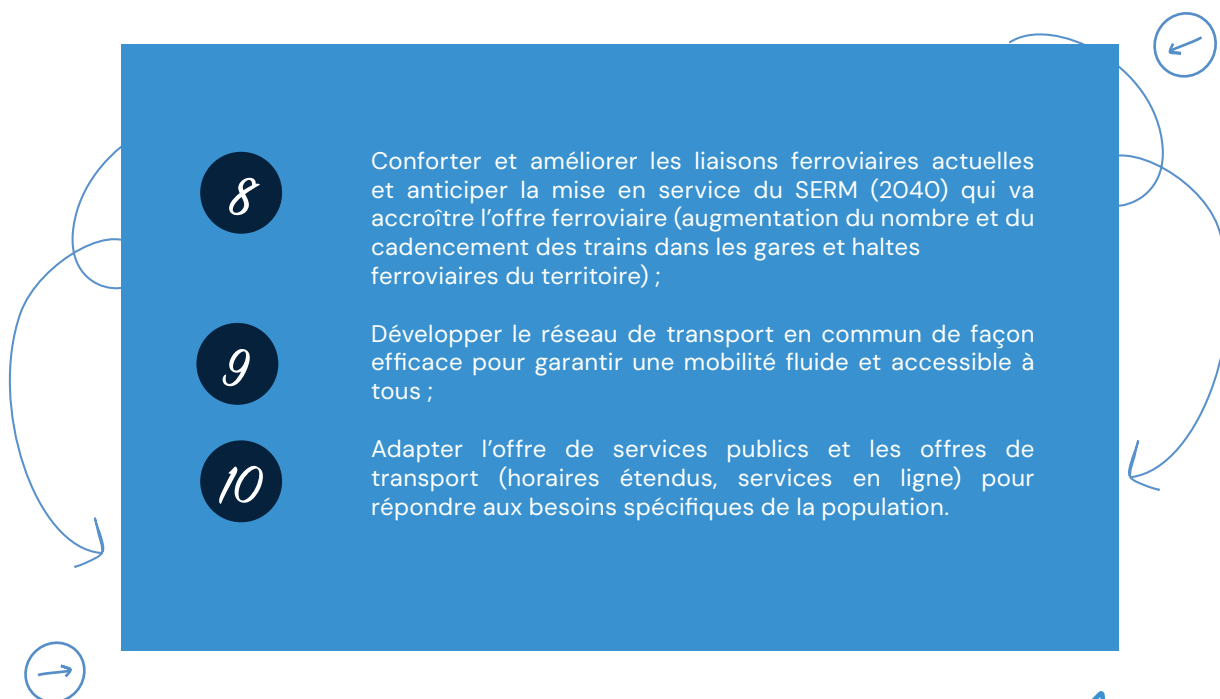 8
Conforter et améliorer les liaisons ferroviaires actuelles
et anticiper la mise en service du SERM (2040) qui va
accroître l’offre ferroviaire (augmentation du nombre et du
cadencement des trains dans les gares et haltes
ferroviaires du territoire) ;
9
Développer le réseau de transport en commun de façon
efficace pour garantir une mobilité fluide et accessible à
tous ;
10
Adapter l’offre de services publics et les offres de
transport (horaires étendus, services en ligne) pour
répondre aux besoins spécifiques de la population.